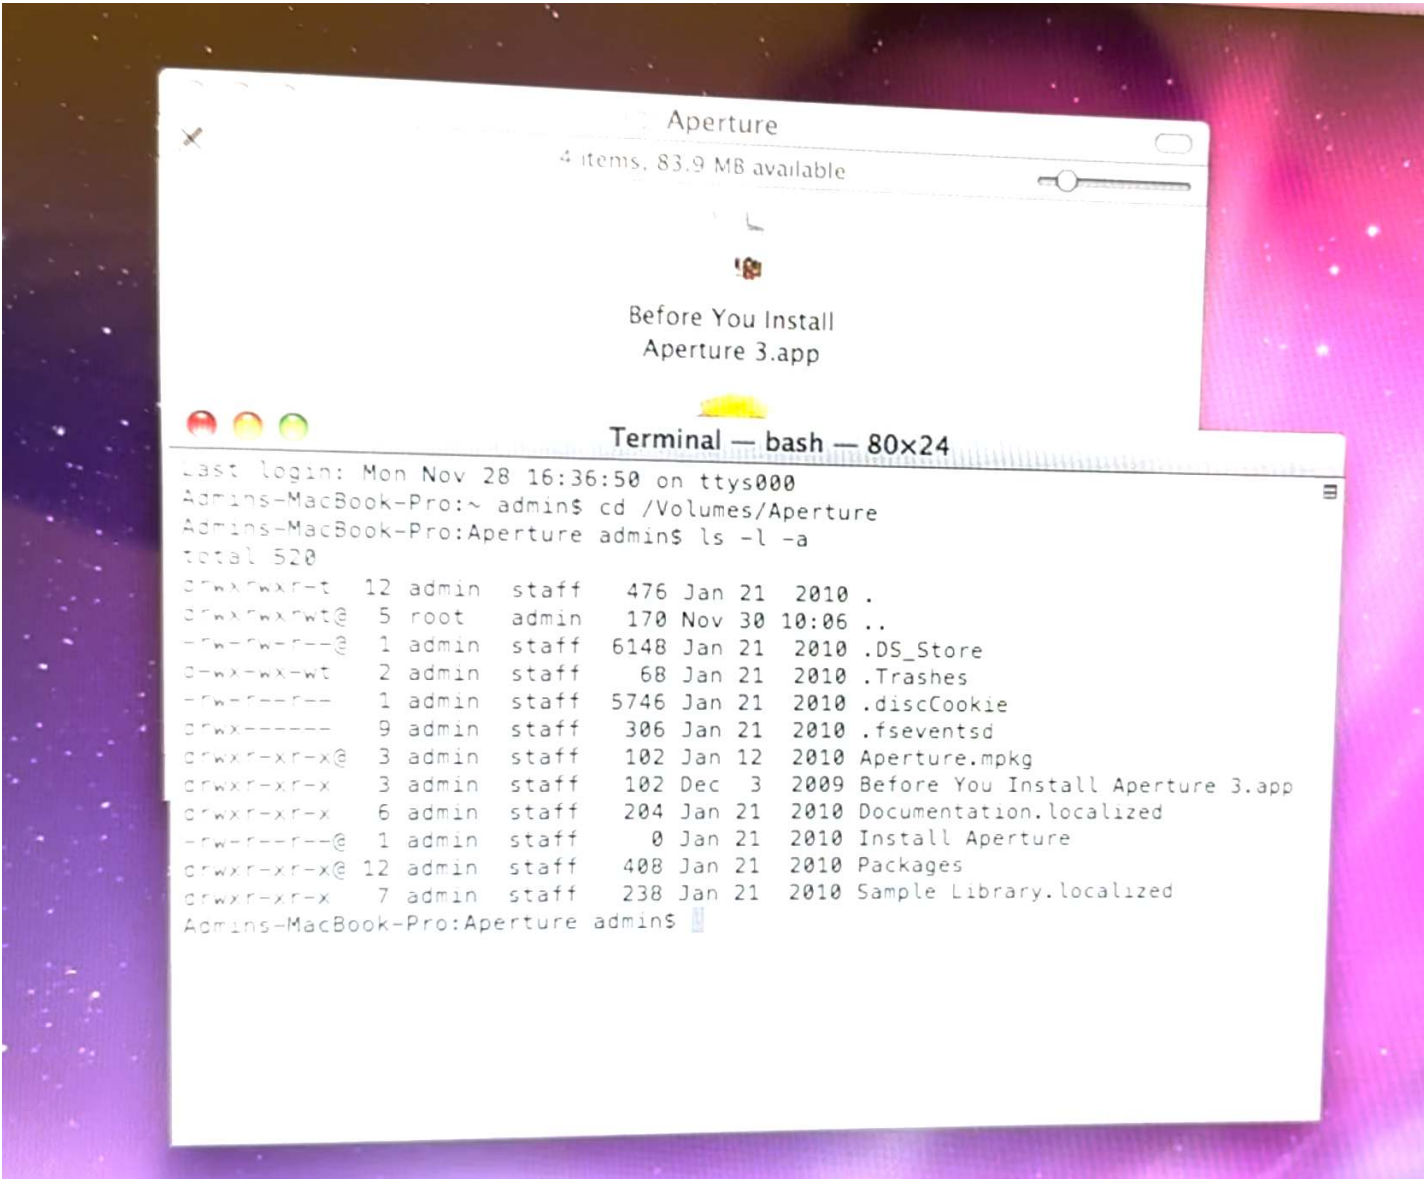 Aperture
4 items, 83.9 MB available
Before You Install
Aperture 3.app
Terminal — bash — 80×24
Last login: Mon Nov 28 16:36:50 on ttys000
Admins-MacBook-Pro:~ admin$ cd /Volumes/Aperture
Admins-MacBook-Pro:Aperture admin$ ls -l -a
total 520
drwxrwxr-t  12 admin  staff   476 Jan 21  2010 .
drwxrwxrwt@  5 root   admin   170 Nov 30 10:06 ..
-rw-rw-r--@  1 admin  staff  6148 Jan 21  2010 .DS_Store
d-wx-wx-wt   2 admin  staff    68 Jan 21  2010 .Trashes
-rw-r--r--   1 admin  staff  5746 Jan 21  2010 .discCookie
drwx------   9 admin  staff   306 Jan 21  2010 .fseventsd
drwxr-xr-x@  3 admin  staff   102 Jan 12  2010 Aperture.mpkg
drwxr-xr-x   3 admin  staff   102 Dec  3  2009 Before You Install Aperture 3.app
drwxr-xr-x   6 admin  staff   204 Jan 21  2010 Documentation.localized
-rw-r--r--@  1 admin  staff     0 Jan 21  2010 Install Aperture
drwxr-xr-x@ 12 admin  staff   408 Jan 21  2010 Packages
drwxr-xr-x   7 admin  staff   238 Jan 21  2010 Sample Library.localized
Admins-MacBook-Pro:Aperture admin$